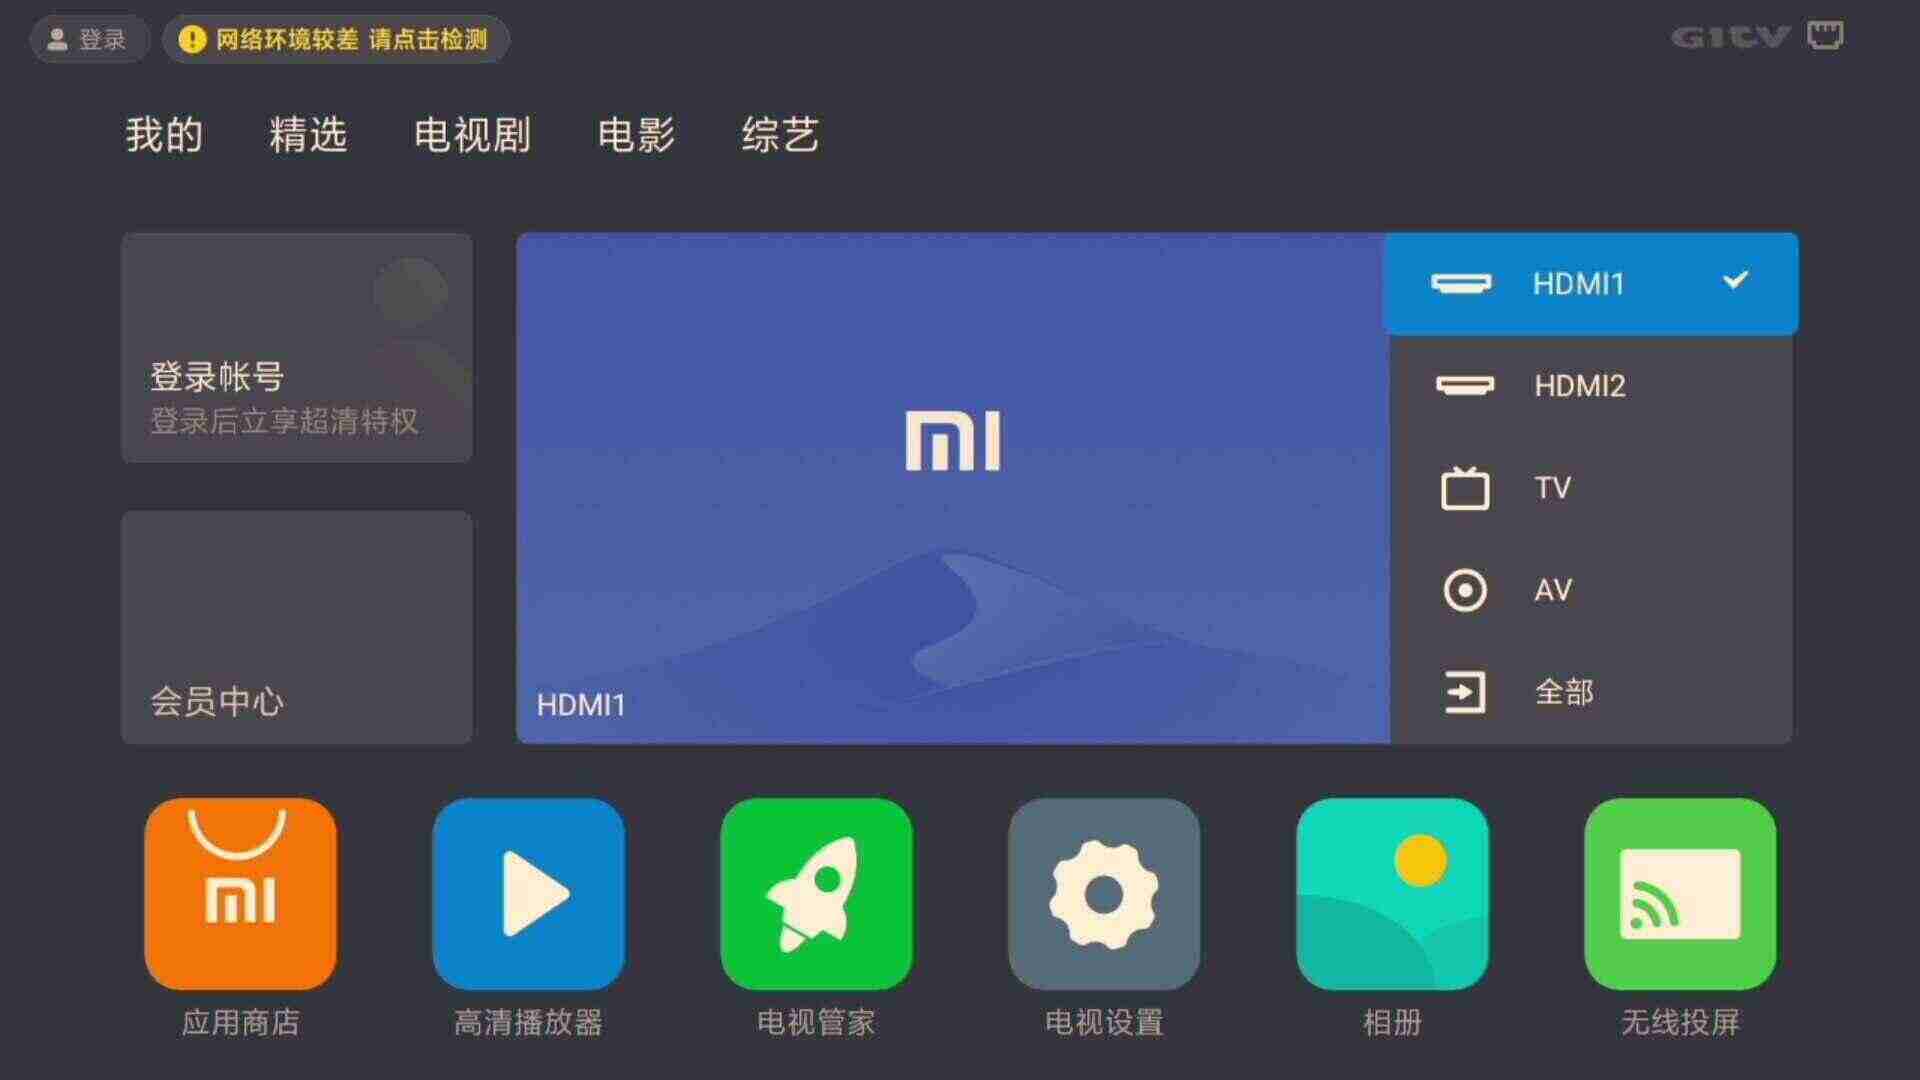 登录
网络环境较差 请点击检测
GITV
我的 精选 电视剧 电影 综艺
登录帐号
登录后立享超清特权
会员中心
mi
HDMI1
HDMI1
HDMI2
TV
AV
全部
mi
应用商店 高清播放器 电视管家 电视设置 相册 无线投屏